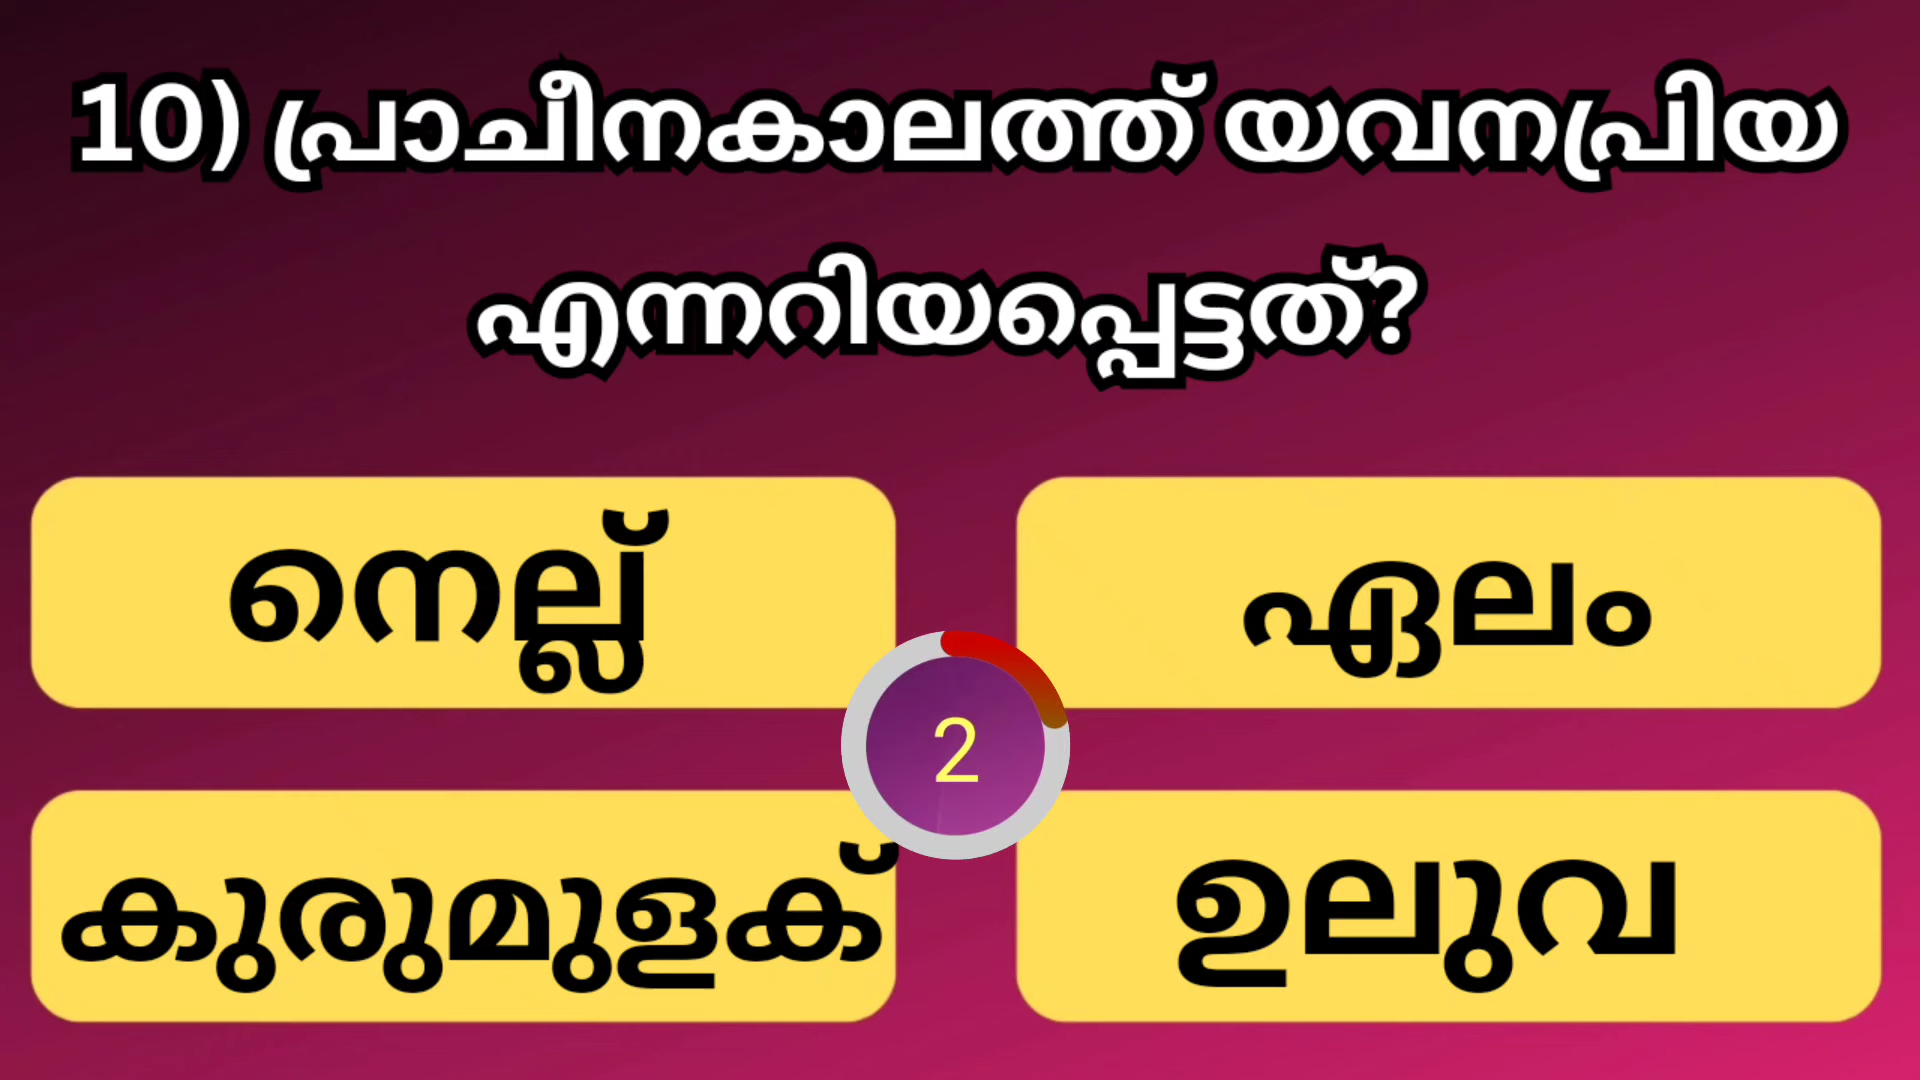 10) പ്രാചീനകാലത്ത് യവനപ്രിയ
എന്നറിയപ്പെട്ടത്?
നെല്ല്
ഏലം
2
കുരുമുളക്
ഉലുവ